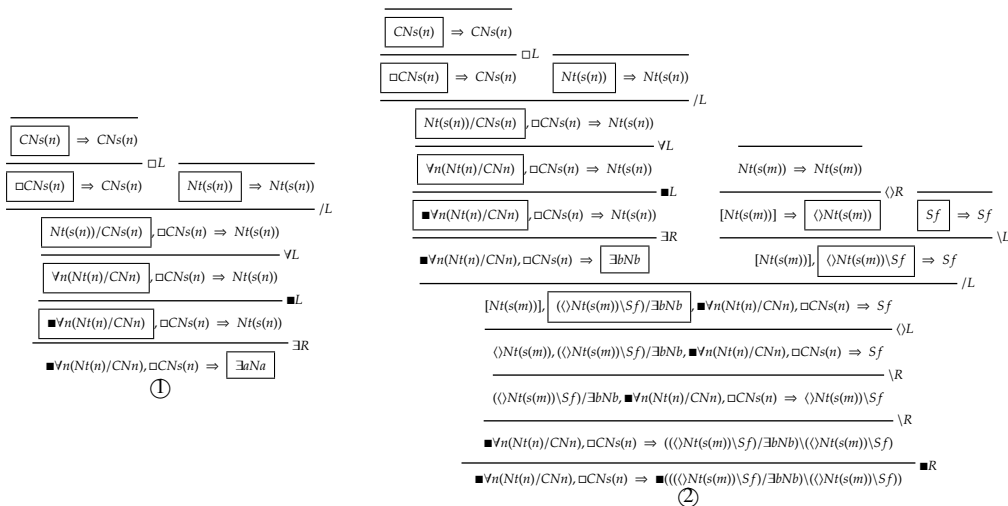 CNs(n) ⇒ CNs(n)
□L
□CNs(n) ⇒ CNs(n) Nt(s(n)) ⇒ Nt(s(n))
/L
Nt(s(n))/CNs(n), □CNs(n) ⇒ Nt(s(n))
∀L
∀n(Nt(n)/CNn), □CNs(n) ⇒ Nt(s(n))
■L
■∀n(Nt(n)/CNn), □CNs(n) ⇒ Nt(s(n))
∃R
■∀n(Nt(n)/CNn), □CNs(n) ⇒ ∃aNa
①
CNs(n) ⇒ CNs(n)
□L
□CNs(n) ⇒ CNs(n) Nt(s(n)) ⇒ Nt(s(n))
/L
Nt(s(n))/CNs(n), □CNs(n) ⇒ Nt(s(n))
∀L
∀n(Nt(n)/CNn), □CNs(n) ⇒ Nt(s(n))
■L
■∀n(Nt(n)/CNn), □CNs(n) ⇒ Nt(s(n))
∃R
■∀n(Nt(n)/CNn), □CNs(n) ⇒ ∃bNb
Nt(s(m)) ⇒ Nt(s(m))
⟨⟩R
[Nt(s(m))] ⇒ ⟨⟩Nt(s(m)) Sf ⇒ Sf
\L
[Nt(s(m))], ⟨⟩Nt(s(m))\Sf ⇒ Sf
/L
[Nt(s(m))], (⟨⟩Nt(s(m))\Sf)/∃bNb, ■∀n(Nt(n)/CNn), □CNs(n) ⇒ Sf
⟨⟩L
⟨⟩Nt(s(m)), (⟨⟩Nt(s(m))\Sf)/∃bNb, ■∀n(Nt(n)/CNn), □CNs(n) ⇒ Sf
\R
(⟨⟩Nt(s(m))\Sf)/∃bNb, ■∀n(Nt(n)/CNn), □CNs(n) ⇒ ⟨⟩Nt(s(m))\Sf
\R
■∀n(Nt(n)/CNn), □CNs(n) ⇒ ((⟨⟩Nt(s(m))\Sf)/∃bNb)\(⟨⟩Nt(s(m))\Sf)
■R
■∀n(Nt(n)/CNn), □CNs(n) ⇒ ■(((⟨⟩Nt(s(m))\Sf)/∃bNb)\(⟨⟩Nt(s(m))\Sf))
②